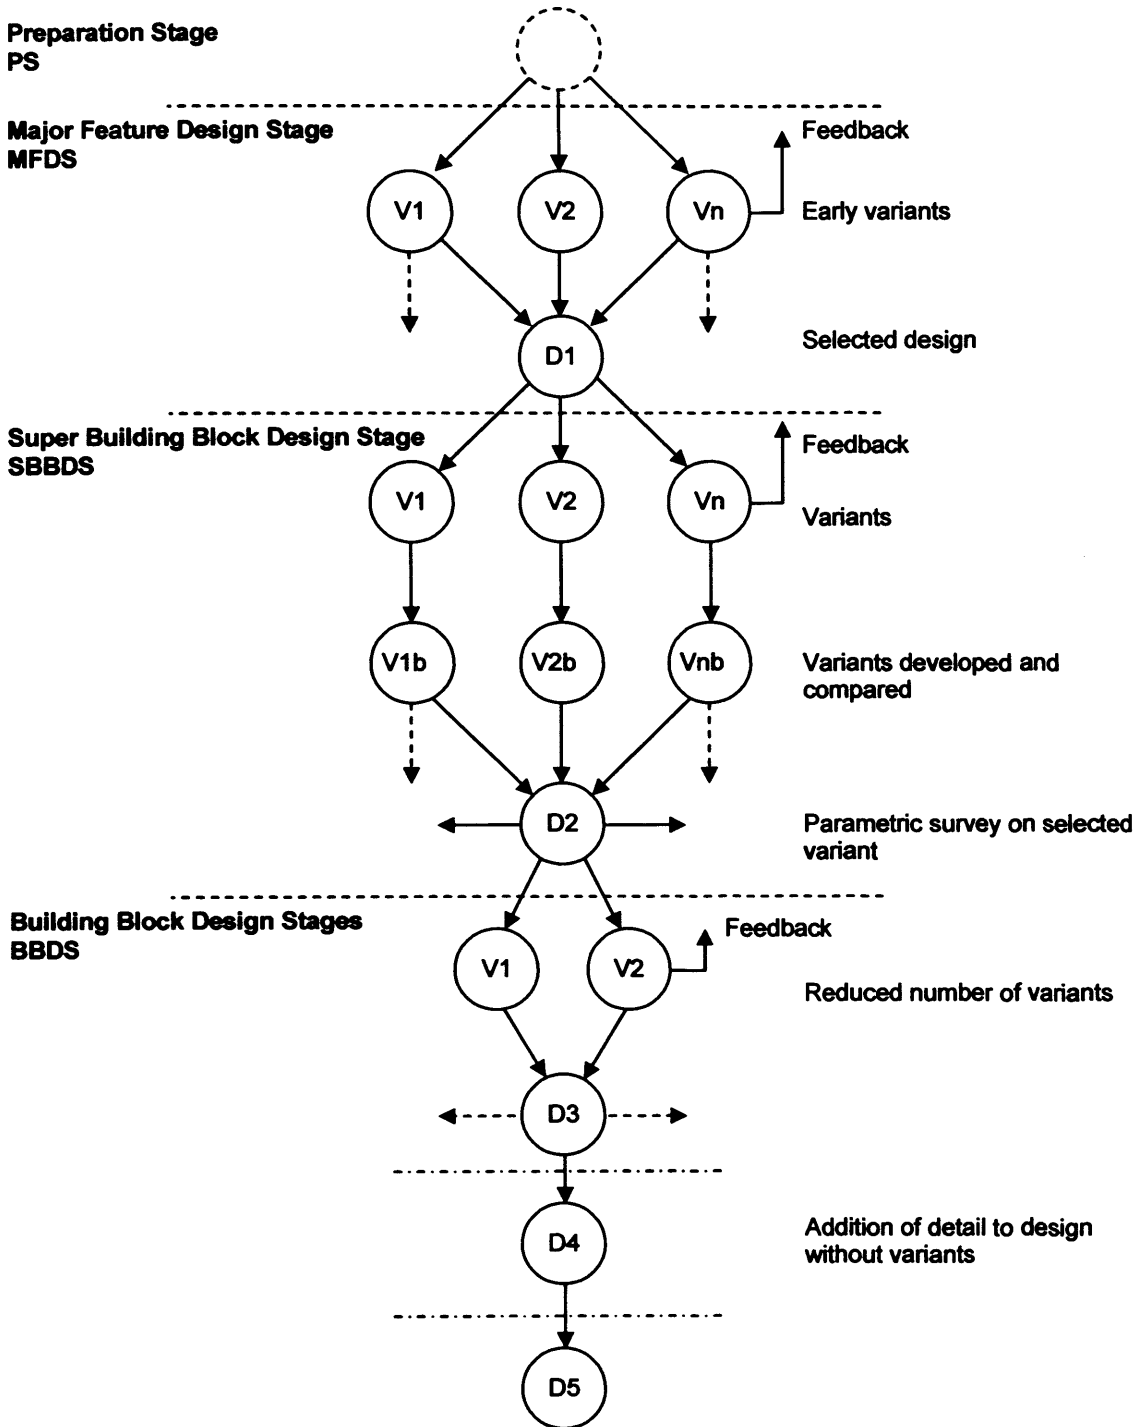 Preparation Stage
PS
Major Feature Design Stage
MFDS
Feedback
V1
V2
Vn
Early variants
D1
Selected design
Super Building Block Design Stage
SBBDS
Feedback
V1
V2
Vn
Variants
V1b
V2b
Vnb
Variants developed and
compared
D2
Parametric survey on selected
variant
Building Block Design Stages
BBDS
Feedback
V1
V2
Reduced number of variants
D3
D4
Addition of detail to design
without variants
D5